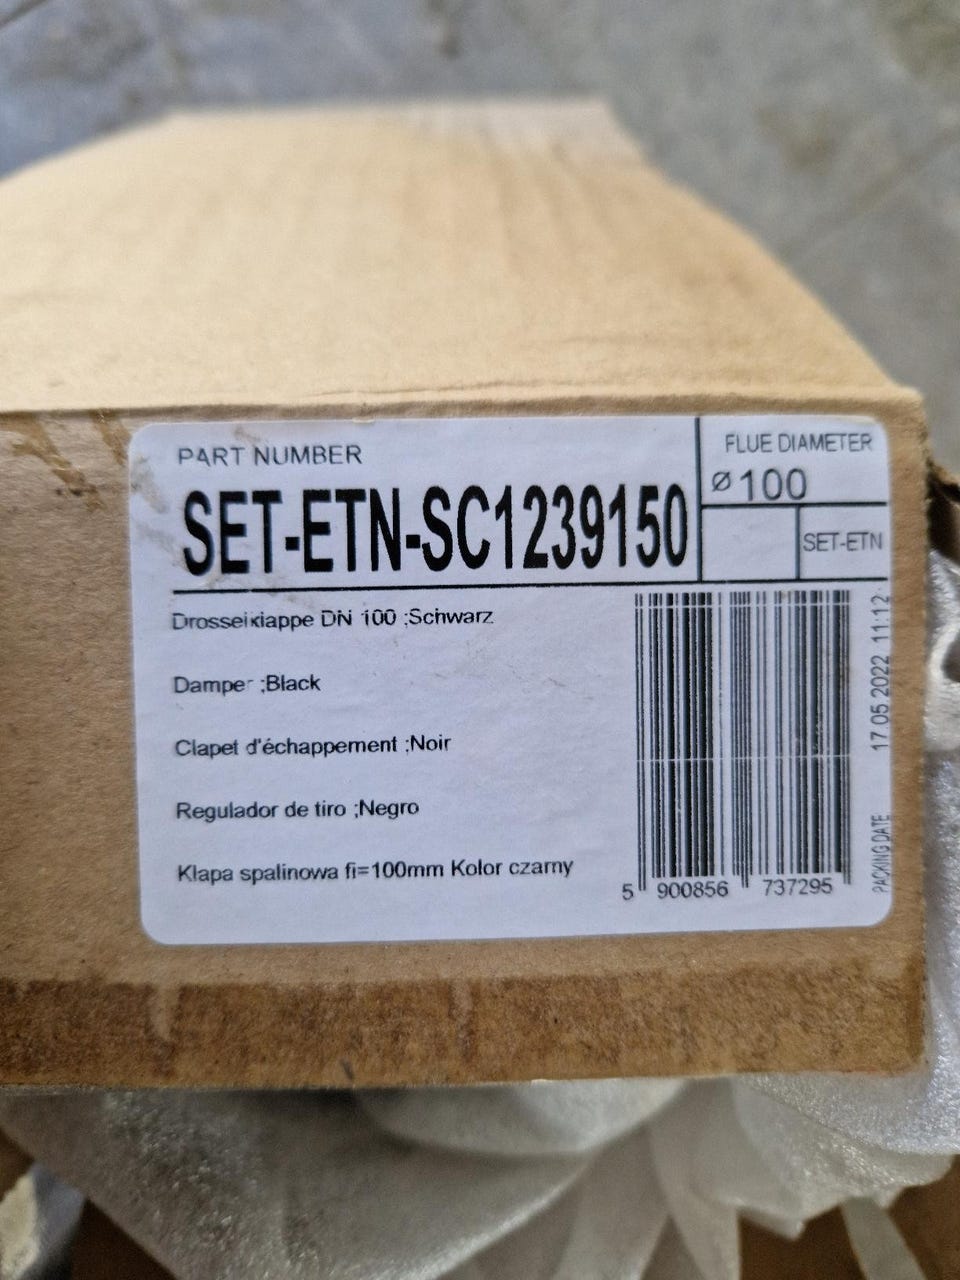 PART NUMBER
SET-ETN-SC1239150
FLUE DIAMETER
⌀100
SET-ETN
Drosselklappe DN 100 ;Schwarz
Damper ;Black
Clapet d'échappement ;Noir
Regulador de tiro ;Negro
Klapa spalinowa fi=100mm Kolor czarny
5 900856 737295
PACKING DATE 17 05 2022 11:12